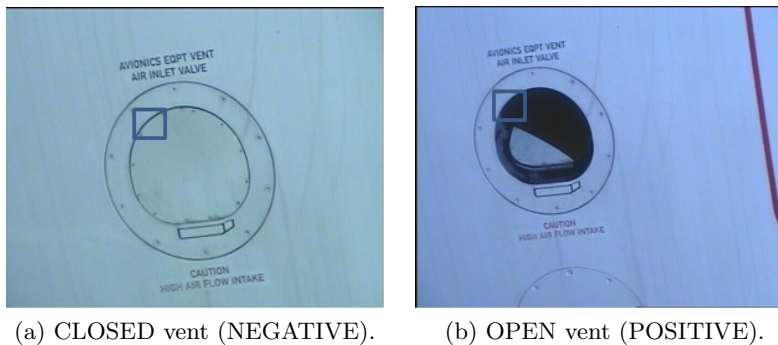 AVIONICS EQPT VENT
AIR INLET VALVE
CAUTION
HIGH AIR FLOW INTAKE
(a) CLOSED vent (NEGATIVE).
AVIONICS EQPT VENT
AIR INLET VALVE
CAUTION
HIGH AIR FLOW INTAKE
(b) OPEN vent (POSITIVE).